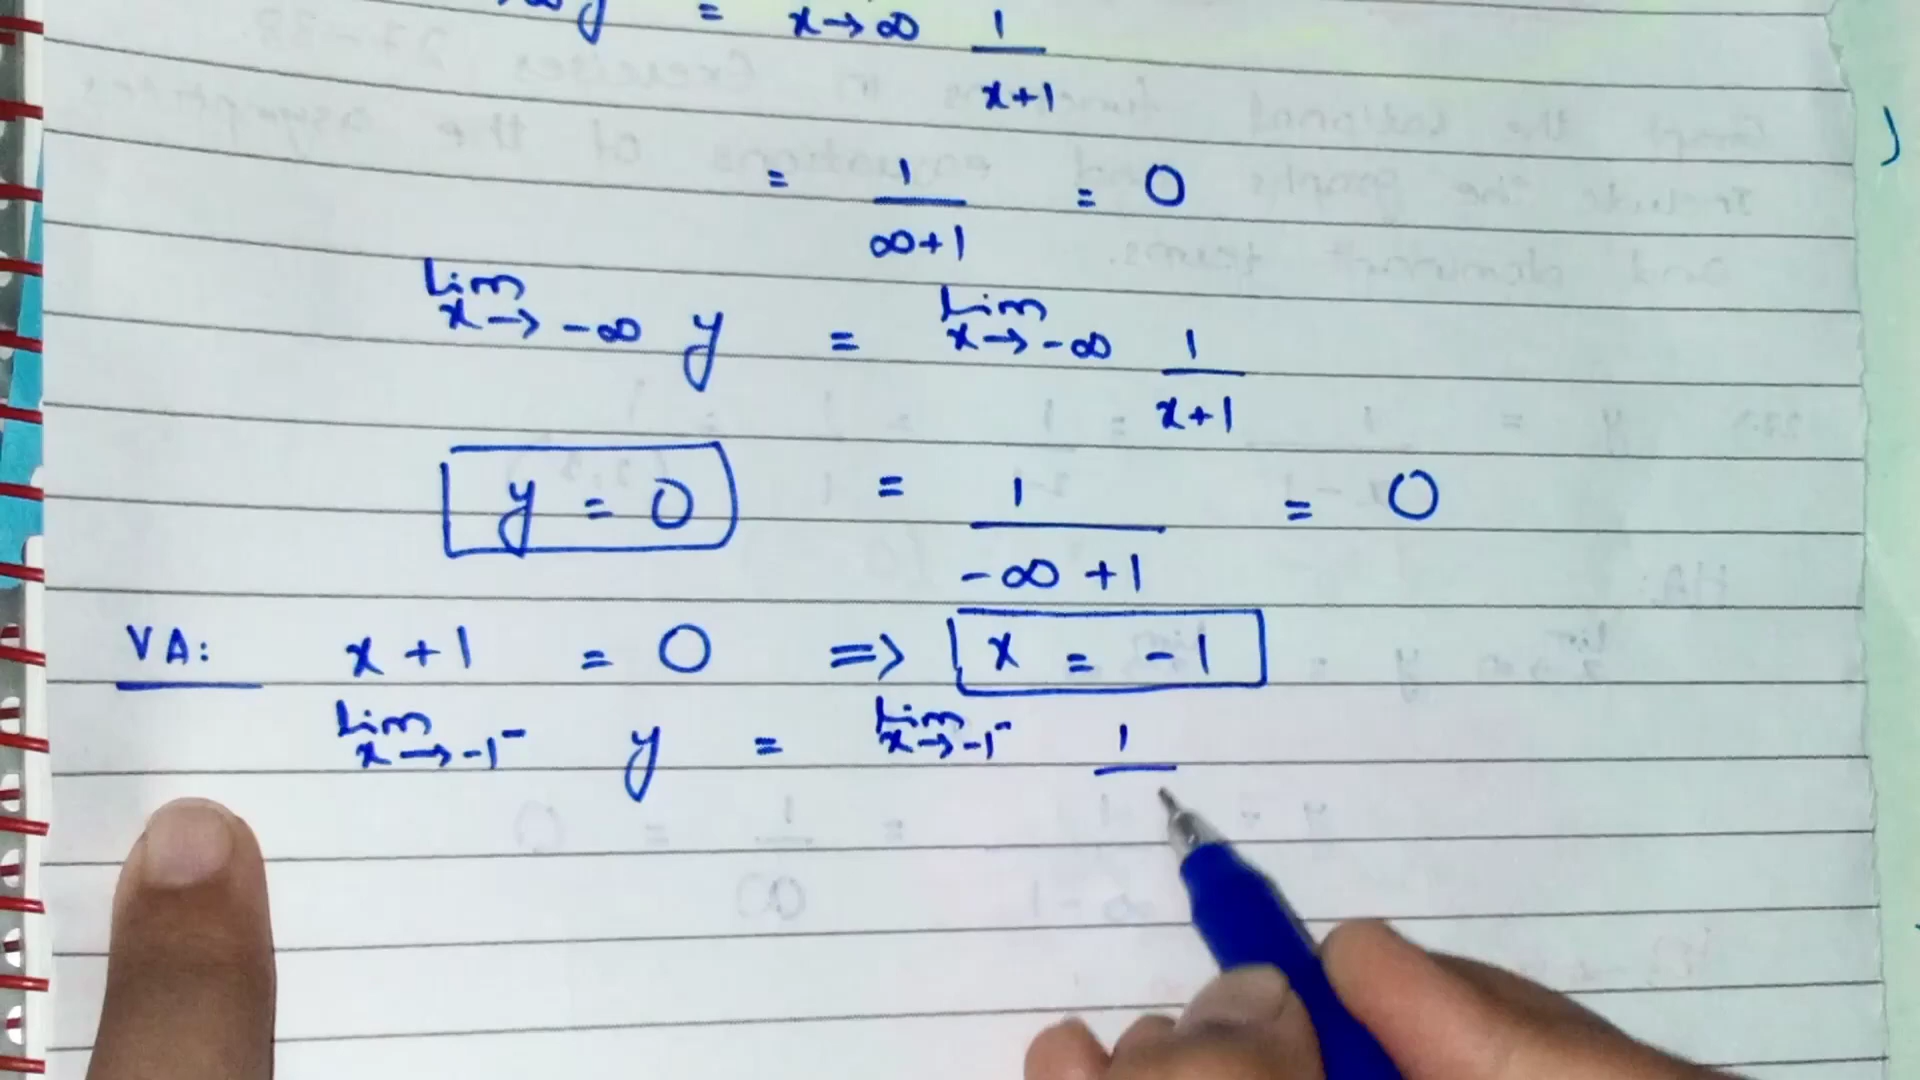 y = x→∞ 1/x+1
= 1/∞+1 = 0
Lim x→-∞ y = Lim x→-∞ 1/x+1
y = 0 = 1/-∞+1 = 0
VA: x+1 = 0 => x = -1
Lim x→-1⁻ y = Lim x→-1⁻ 1